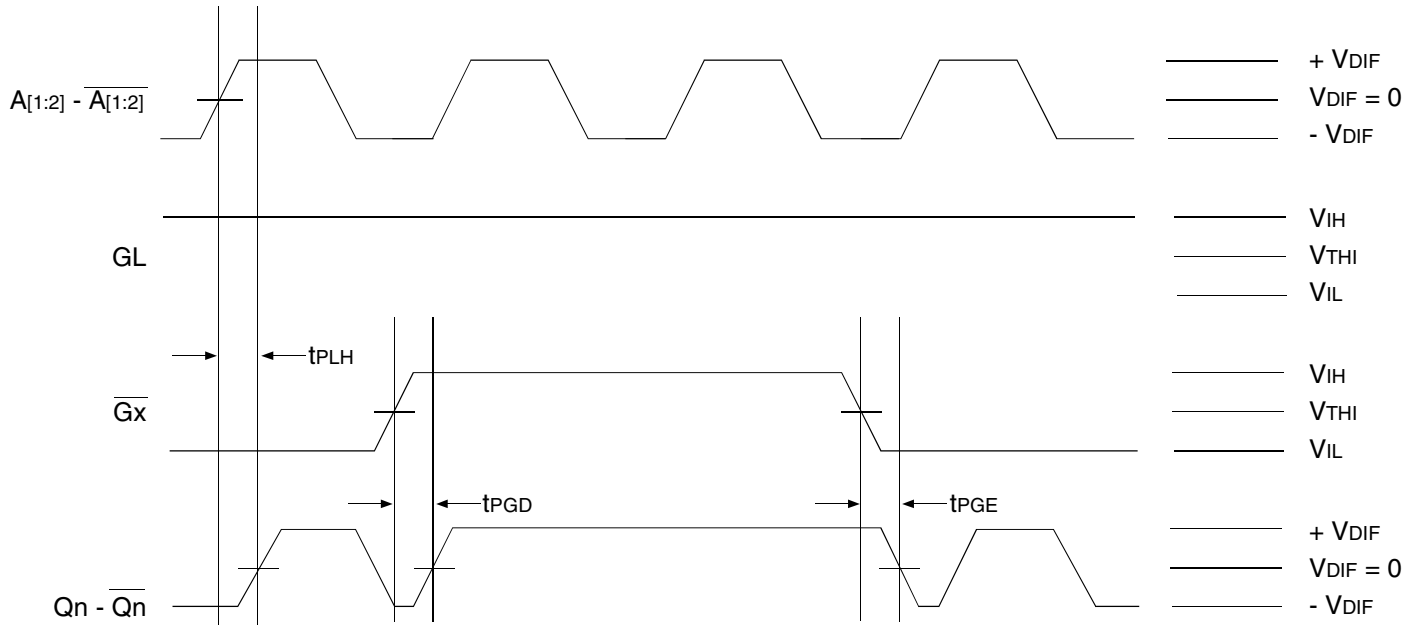 + VDIF
A[1:2] - A[1:2]
VDIF = 0
- VDIF
VIH
GL
VTHI
VIL
tPLH
VIH
Gx
VTHI
VIL
tPGD
tPGE
+ VDIF
VDIF = 0
Qn - Qn
- VDIF